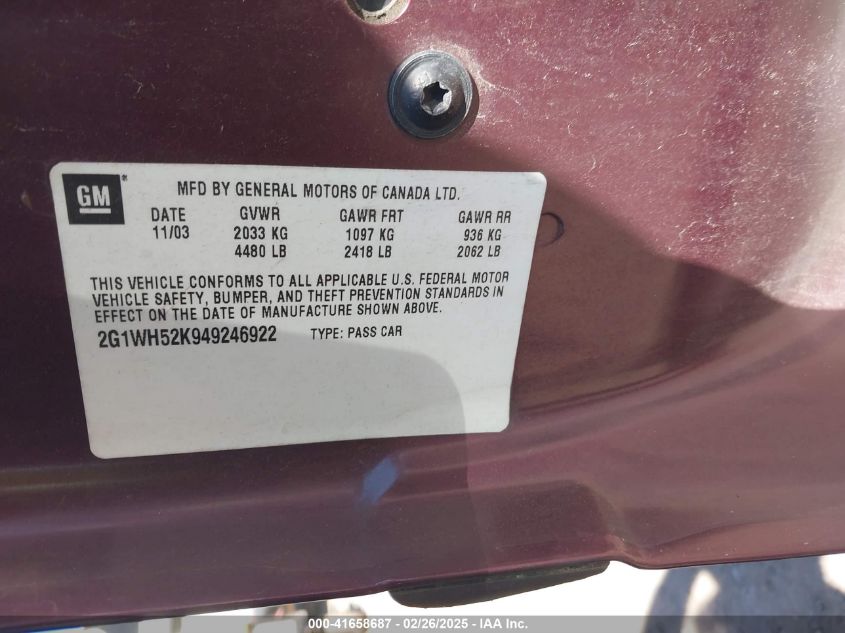 GM
MFD BY GENERAL MOTORS OF CANADA LTD.
DATE GVWR GAWR FRT GAWR RR
11/03 2033 KG 1097 KG 936 KG
4480 LB 2418 LB 2062 LB
THIS VEHICLE CONFORMS TO ALL APPLICABLE U.S. FEDERAL MOTOR
VEHICLE SAFETY, BUMPER, AND THEFT PREVENTION STANDARDS IN
EFFECT ON THE DATE OF MANUFACTURE SHOWN ABOVE.
2G1WH52K949246922 TYPE: PASS CAR
000-41658687 - 02/26/2025 - IAA Inc.